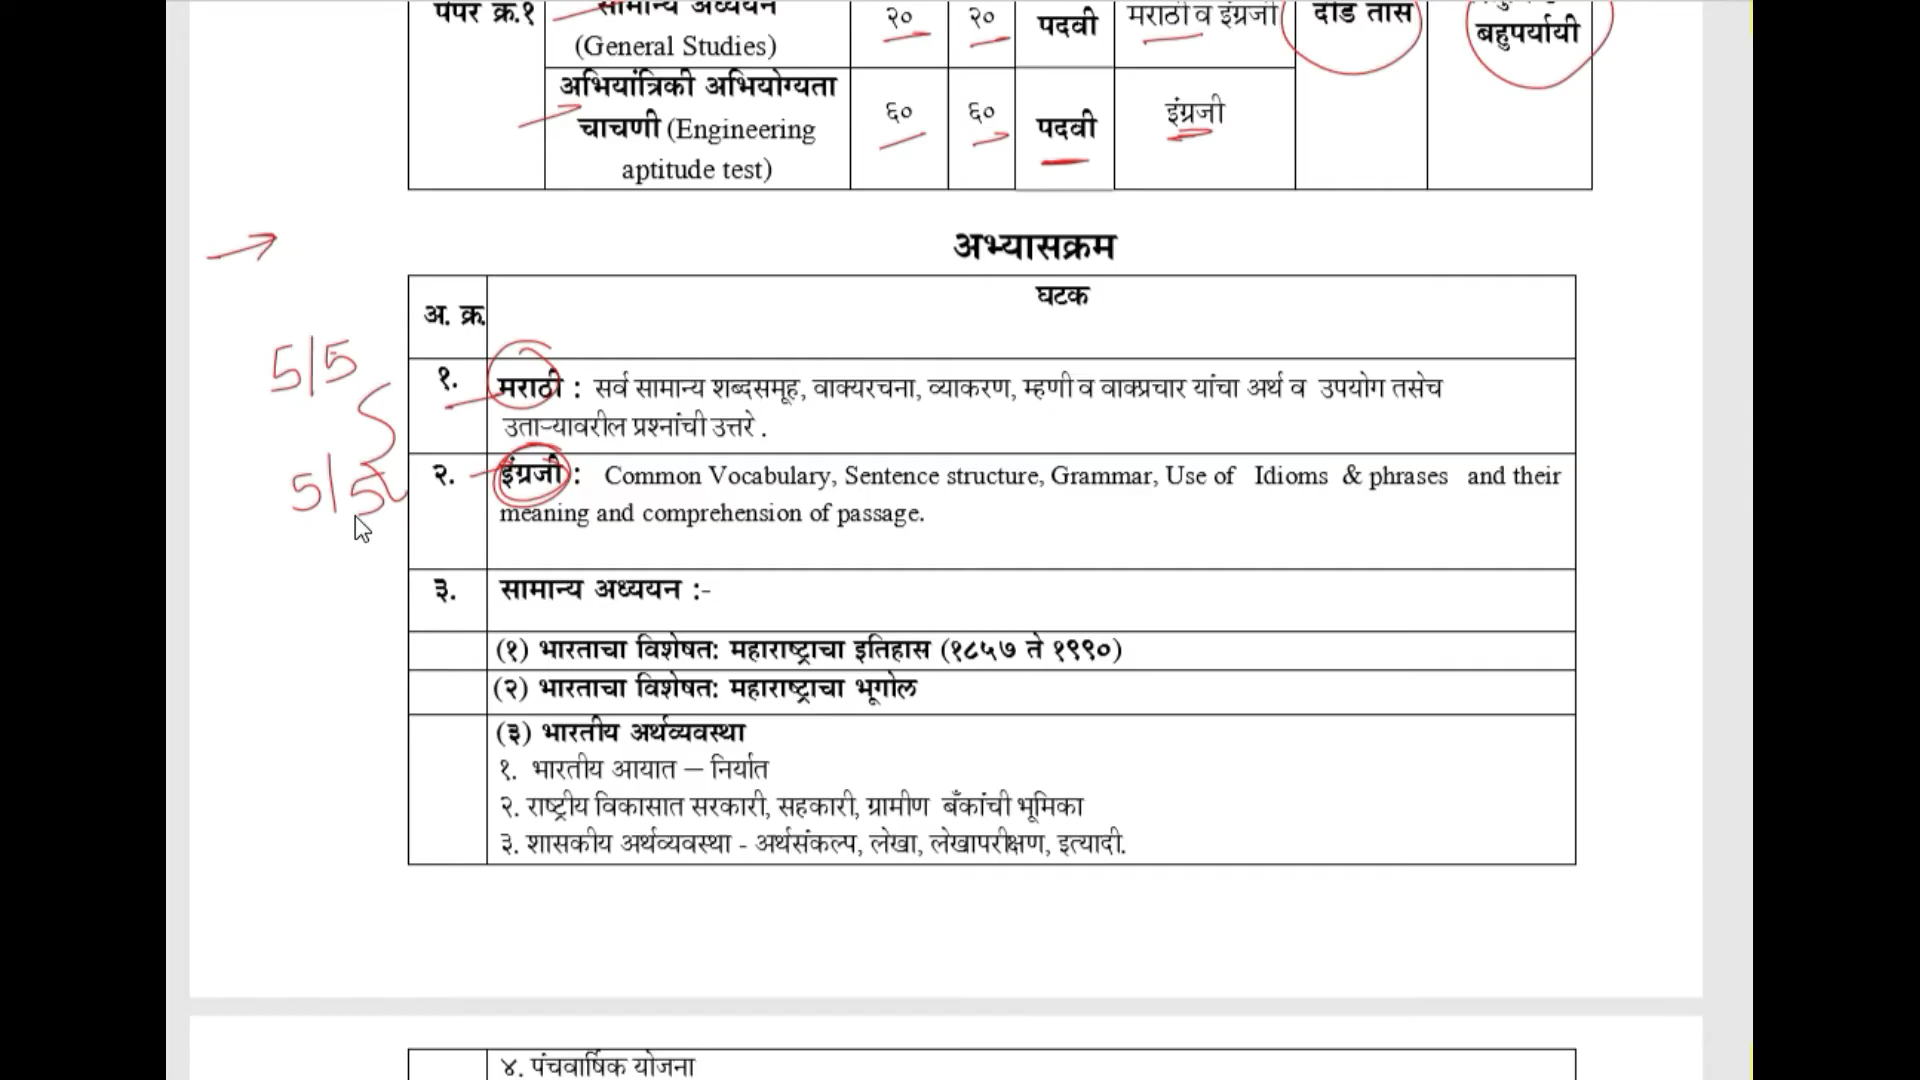 पेपर क्र.१ सामान्य अध्ययन २० २० पदवी मराठी व इंग्रजी दीड तास बहुपर्यायी
(General Studies)
अभियांत्रिकी अभियोग्यता
चाचणी (Engineering
aptitude test) ६० ६० पदवी इंग्रजी
अभ्यासक्रम
अ. क्र. घटक
5/5
१. मराठी : सर्व सामान्य शब्दसमूह, वाक्यरचना, व्याकरण, म्हणी व वाक्प्रचार यांचा अर्थ व उपयोग तसेच
उताऱ्यावरील प्रश्नांची उत्तरे .
5/5
२. इंग्रजी : Common Vocabulary, Sentence structure, Grammar, Use of Idioms & phrases and their
meaning and comprehension of passage.
३. सामान्य अध्ययन :-
(१) भारताचा विशेषत: महाराष्ट्राचा इतिहास (१८५७ ते १९९०)
(२) भारताचा विशेषत: महाराष्ट्राचा भूगोल
(३) भारतीय अर्थव्यवस्था
१. भारतीय आयात – निर्यात
२. राष्ट्रीय विकासात सरकारी, सहकारी, ग्रामीण बँकांची भूमिका
३. शासकीय अर्थव्यवस्था - अर्थसंकल्प, लेखा, लेखापरीक्षण, इत्यादी.
४. पंचवार्षिक योजना